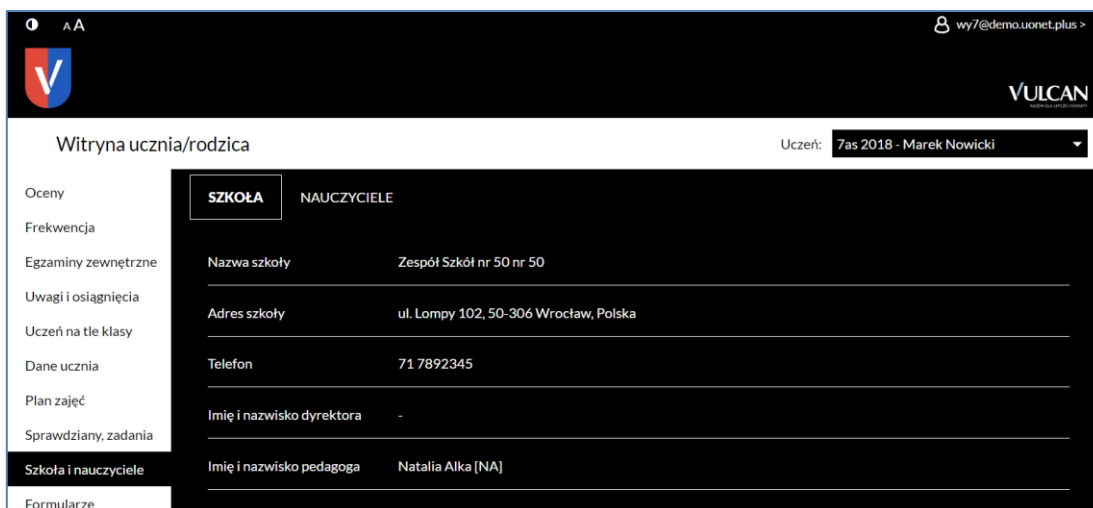 A A
wy7@demo.uonet.plus >
V
VULCAN
Witryna ucznia/rodzica
Uczeń: 7as 2018 - Marek Nowicki
Oceny
Frekwencja
Egzaminy zewnętrzne
Uwagi i osiągnięcia
Uczeń na tle klasy
Dane ucznia
Plan zajęć
Sprawdziany, zadania
Szkoła i nauczyciele
Formularze
SZKOŁA NAUCZYCIELE
Nazwa szkoły Zespół Szkół nr 50 nr 50
Adres szkoły ul. Lompy 102, 50-306 Wrocław, Polska
Telefon 71 7892345
Imię i nazwisko dyrektora -
Imię i nazwisko pedagoga Natalia Alka [NA]